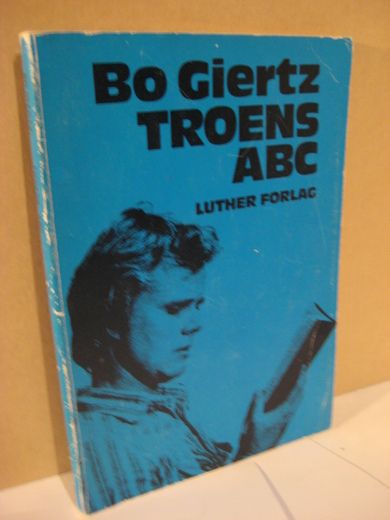 Bo Giertz
TROENS
ABC
LUTHER FORLAG